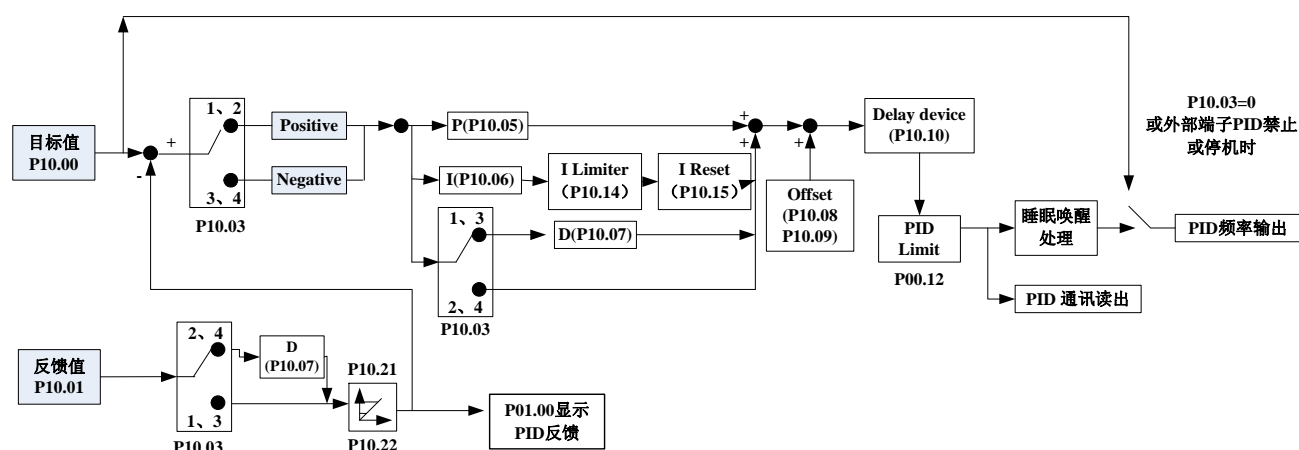 目标值
P10.00
+
-
1、2
3、4
P10.03
Positive
Negative
P(P10.05)
I(P10.06)
I Limiter
（P10.14）
I Reset
（P10.15）
1、3
2、4
P10.03
D(P10.07)
+
+
+
Offset
(P10.08
P10.09)
Delay device
(P10.10)
PID
Limit
P00.12
睡眠唤醒
处理
PID 通讯读出
P10.03=0
或外部端子PID禁止
或停机时
PID频率输出
反馈值
P10.01
2、4
1、3
P10.03
D
(P10.07)
P10.21
P10.22
P01.00显示
PID反馈